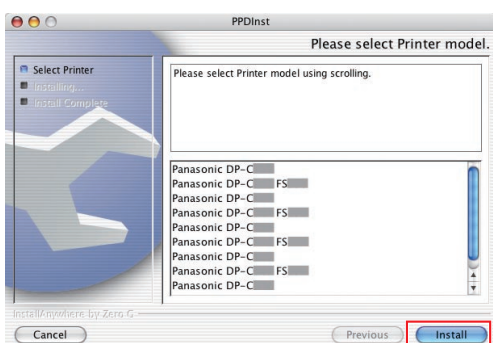 PPDInst
Please select Printer model.
Select Printer
Installing...
Install Complete
Please select Printer model using scrolling.
Panasonic DP-C
Panasonic DP-C FS
Panasonic DP-C
Panasonic DP-C FS
Panasonic DP-C
Panasonic DP-C FS
Panasonic DP-C
Panasonic DP-C FS
Panasonic DP-C
InstallAnywhere by Zero G
Cancel
Previous
Install